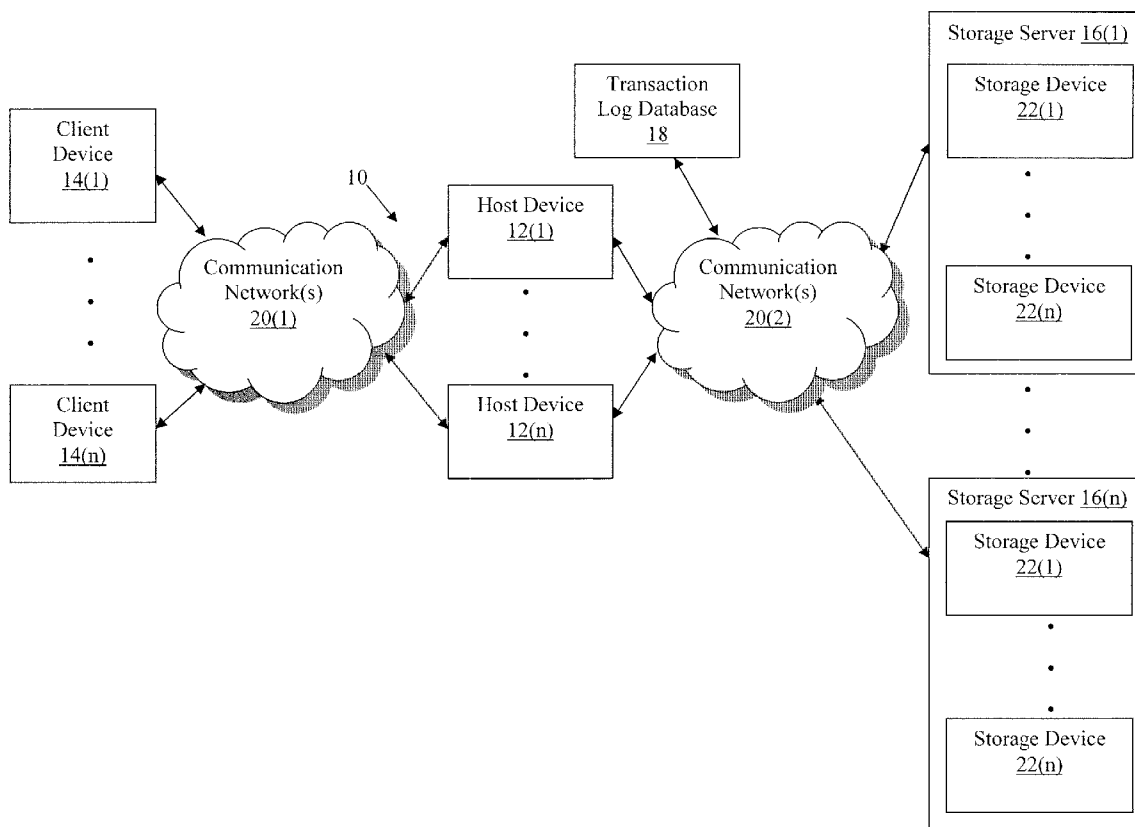 Client
Device
14(1)
Client
Device
14(n)
10
Communication
Network(s)
20(1)
Host Device
12(1)
Host Device
12(n)
Transaction
Log Database
18
Communication
Network(s)
20(2)
Storage Server 16(1)
Storage Device
22(1)
Storage Device
22(n)
Storage Server 16(n)
Storage Device
22(1)
Storage Device
22(n)